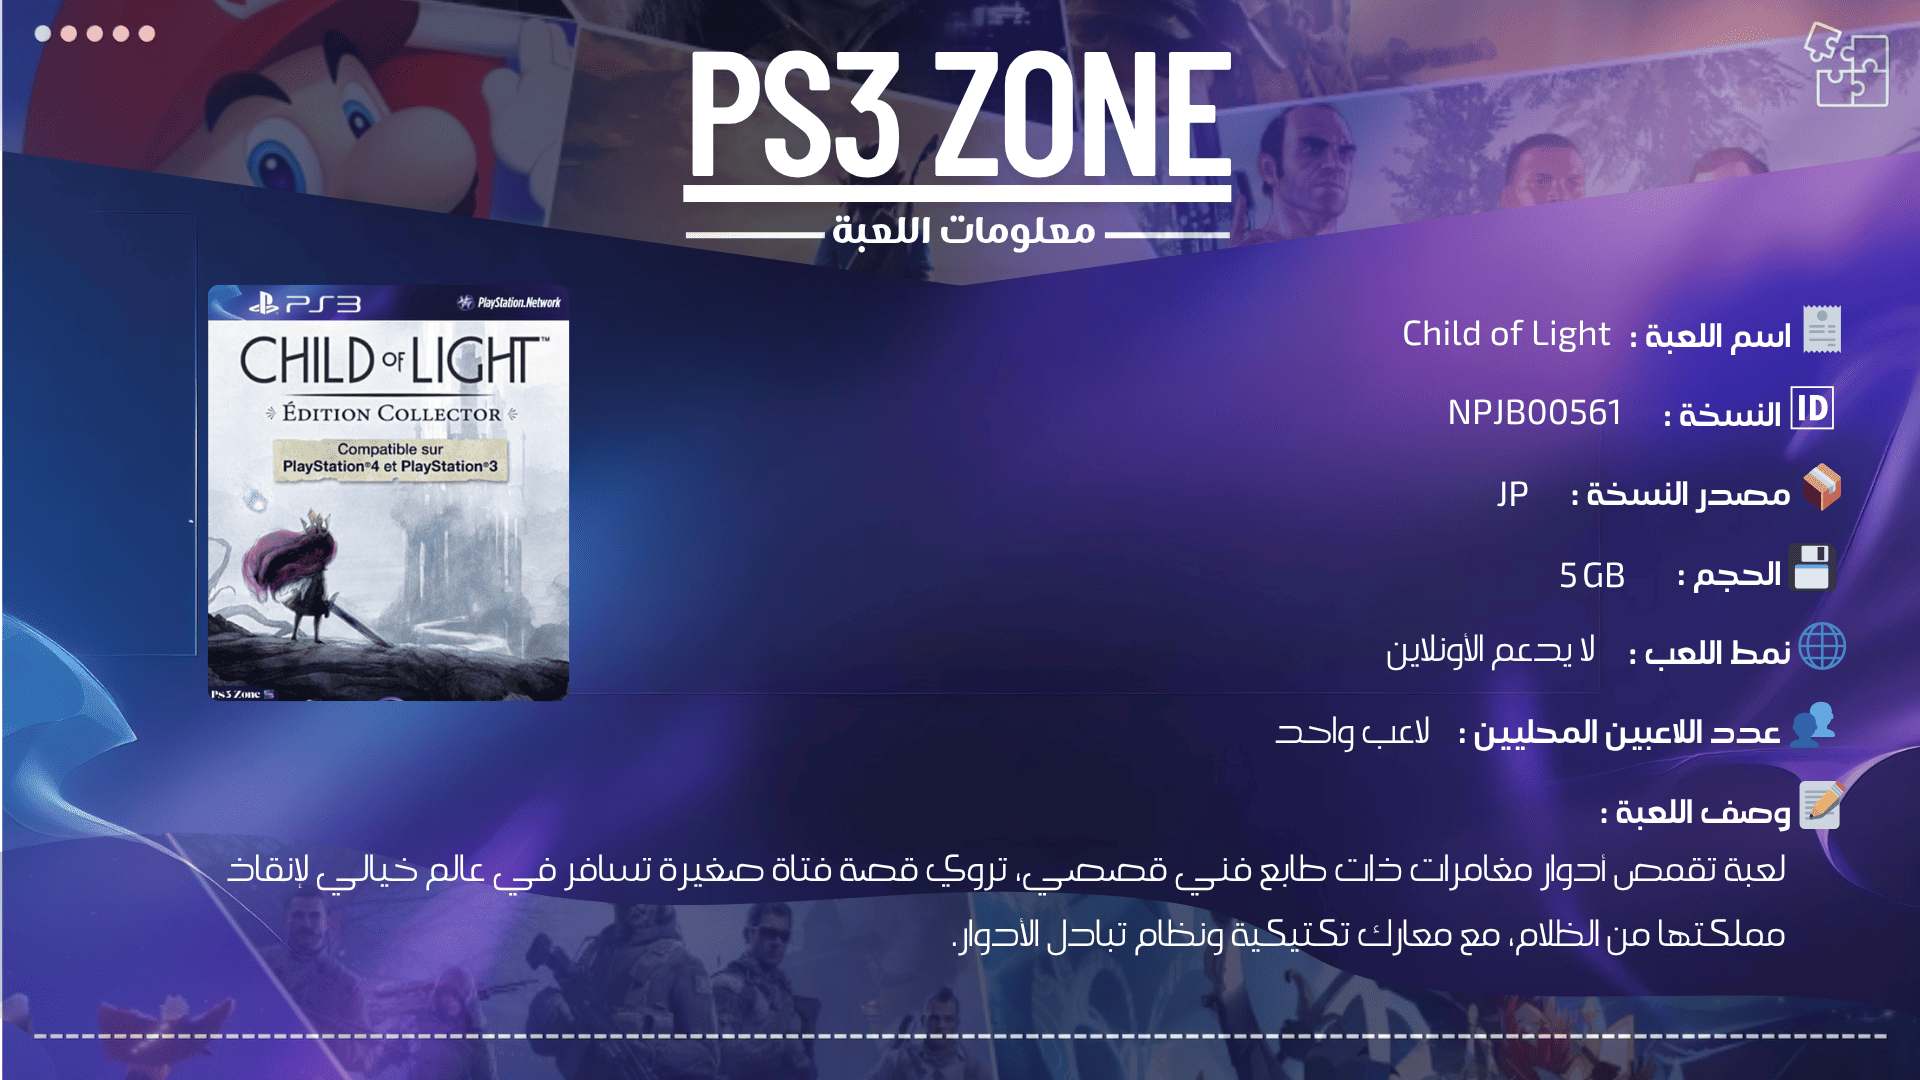 PS3 ZONE
معلومات اللعبة
PS3 PlayStation.Network
CHILD OF LIGHT™
ÉDITION COLLECTOR
Compatible sur
PlayStation®4 et PlayStation®3
Ps3 Zone
اسم اللعبة : Child of Light
ID النسخة : NPJB00561
مصدر النسخة : JP
الحجم : 5 GB
نمط اللعب : لا يدعم الأونلاين
عدد اللاعبين المحليين : لاعب واحد
وصف اللعبة :
لعبة تقمص أدوار مغامرات ذات طابع فني قصصي، تروي قصة فتاة صغيرة تسافر في عالم خيالي لإنقاذ
مملكتها من الظلام، مع معارك تكتيكية ونظام تبادل الأدوار.